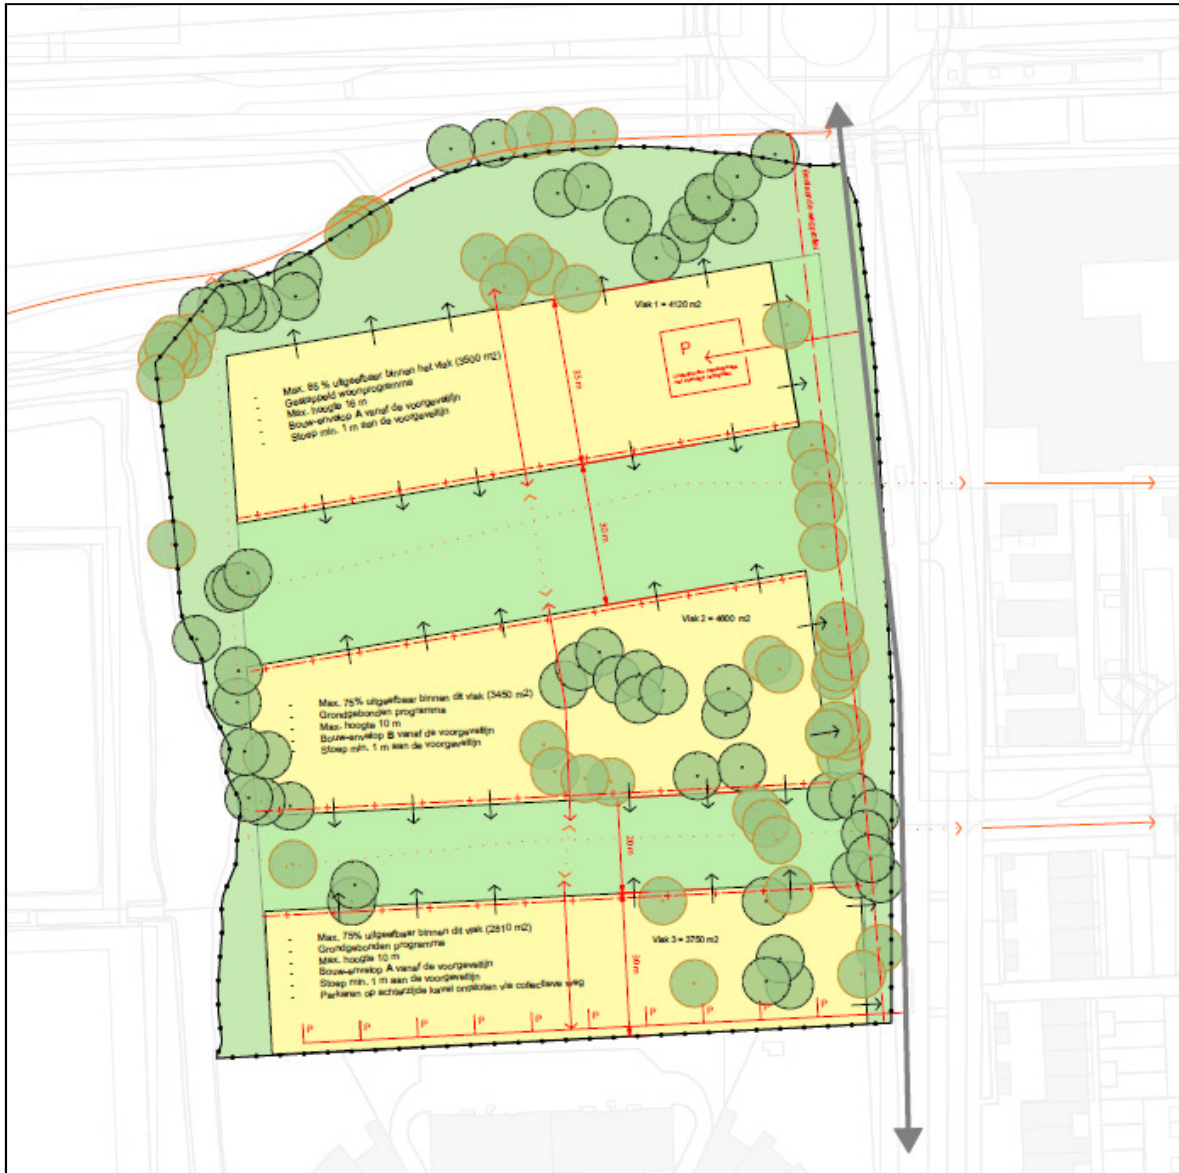 Bestaande wegprofiel
Vlak 1 = 4120 m2
P
- Max. 85 % uitgeefbaar binnen het vlak (3500 m2)
- Gestappeld woonprogramma
- Max. hoogte 16 m
- Bouw-envelop A vanaf de voorgevellijn
- Stoep min. 1 m aan de voorgevellijn
35 m
30 m
Vlak 2 = 4600 m2
- Max. 75% uitgeefbaar binnen dit vlak (3450 m2)
- Grondgebonden programma
- Max. hoogte 10 m
- Bouw-envelop B vanaf de voorgevellijn
- Stoep min. 1 m aan de voorgevellijn
20 m
Vlak 3 = 3750 m2
- Max. 75% uitgeefbaar binnen dit vlak (2810 m2)
- Grondgebonden programma
- Max. hoogte 10 m
- Bouw-envelop A vanaf de voorgevellijn
- Stoep min. 1 m aan de voorgevellijn
- Parkeren op achterzijde kavel ontsloten via collectieve weg
30 m
P P P P P P P P P P